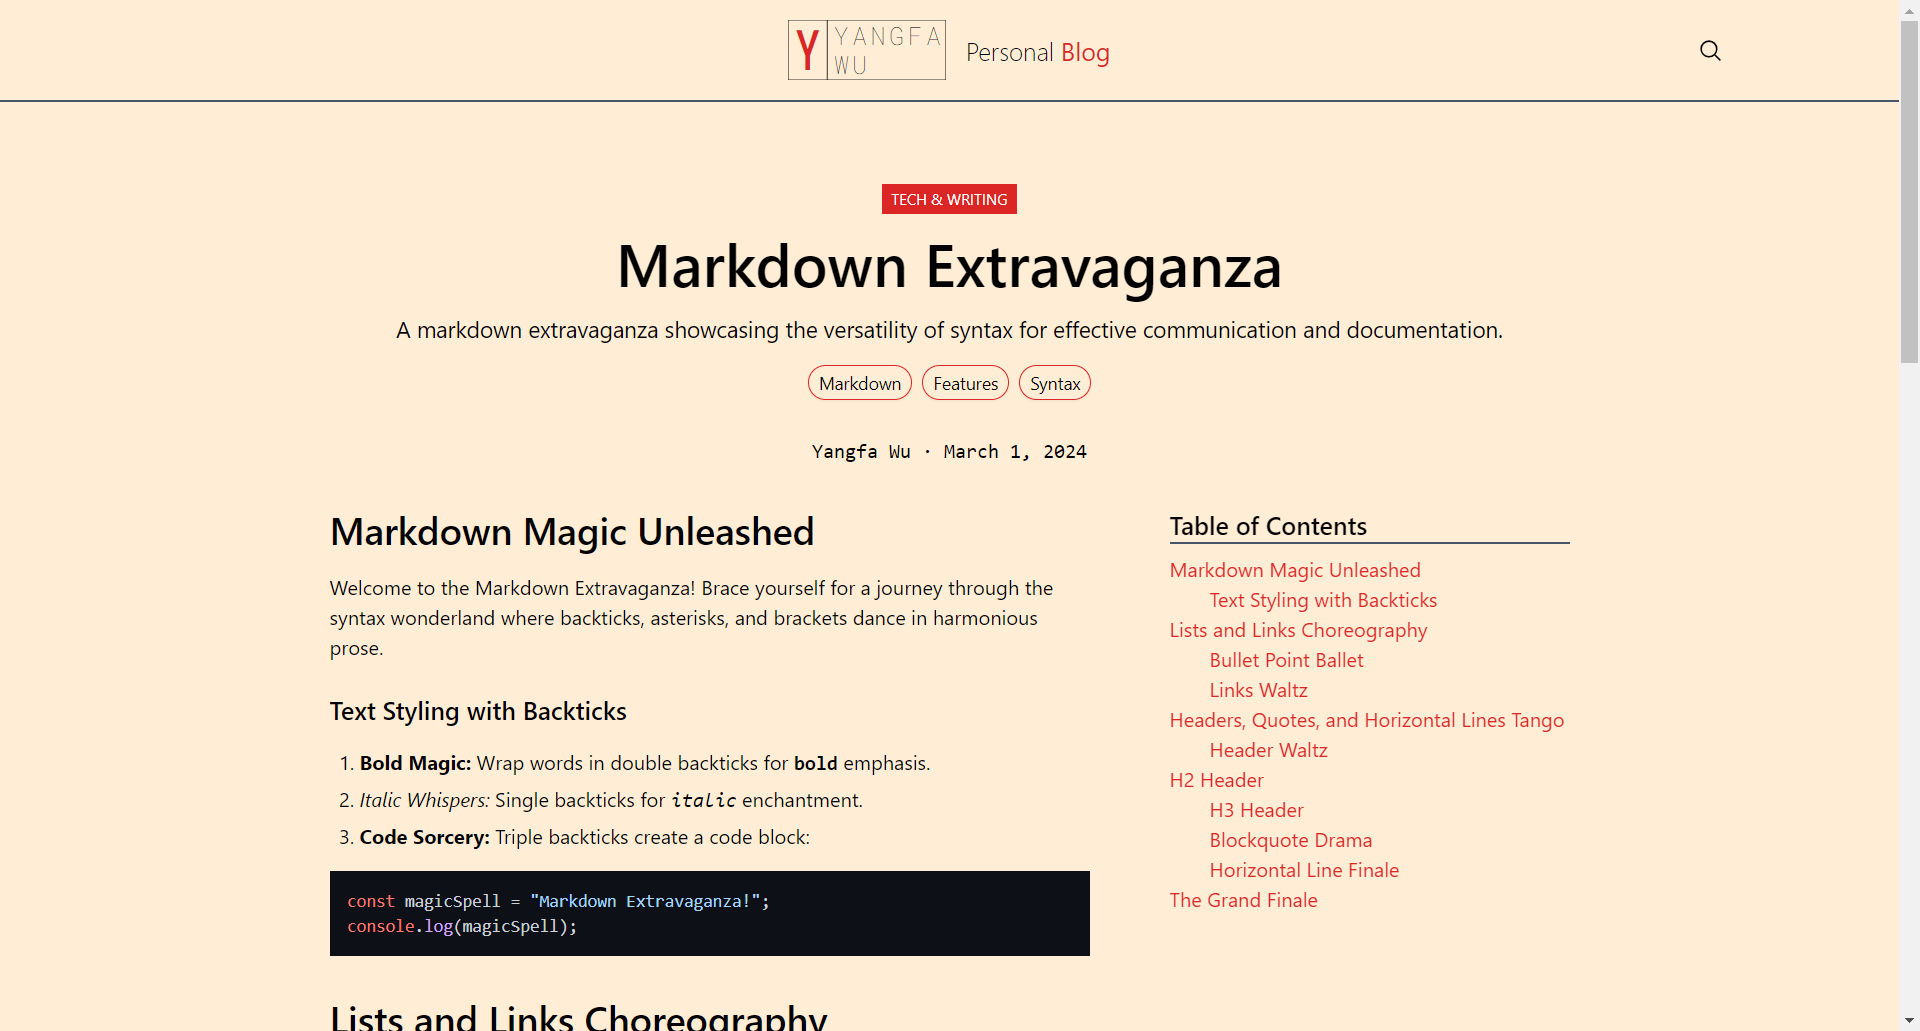 Y YANGFA
WU
Personal Blog
TECH & WRITING
Markdown Extravaganza
A markdown extravaganza showcasing the versatility of syntax for effective communication and documentation.
Markdown Features Syntax
Yangfa Wu · March 1, 2024
Markdown Magic Unleashed
Welcome to the Markdown Extravaganza! Brace yourself for a journey through the
syntax wonderland where backticks, asterisks, and brackets dance in harmonious
prose.
Text Styling with Backticks
1. Bold Magic: Wrap words in double backticks for bold emphasis.
2. Italic Whispers: Single backticks for italic enchantment.
3. Code Sorcery: Triple backticks create a code block:
const magicSpell = "Markdown Extravaganza!";
console.log(magicSpell);
Lists and Links Choreography
Table of Contents
Markdown Magic Unleashed
Text Styling with Backticks
Lists and Links Choreography
Bullet Point Ballet
Links Waltz
Headers, Quotes, and Horizontal Lines Tango
Header Waltz
H2 Header
H3 Header
Blockquote Drama
Horizontal Line Finale
The Grand Finale